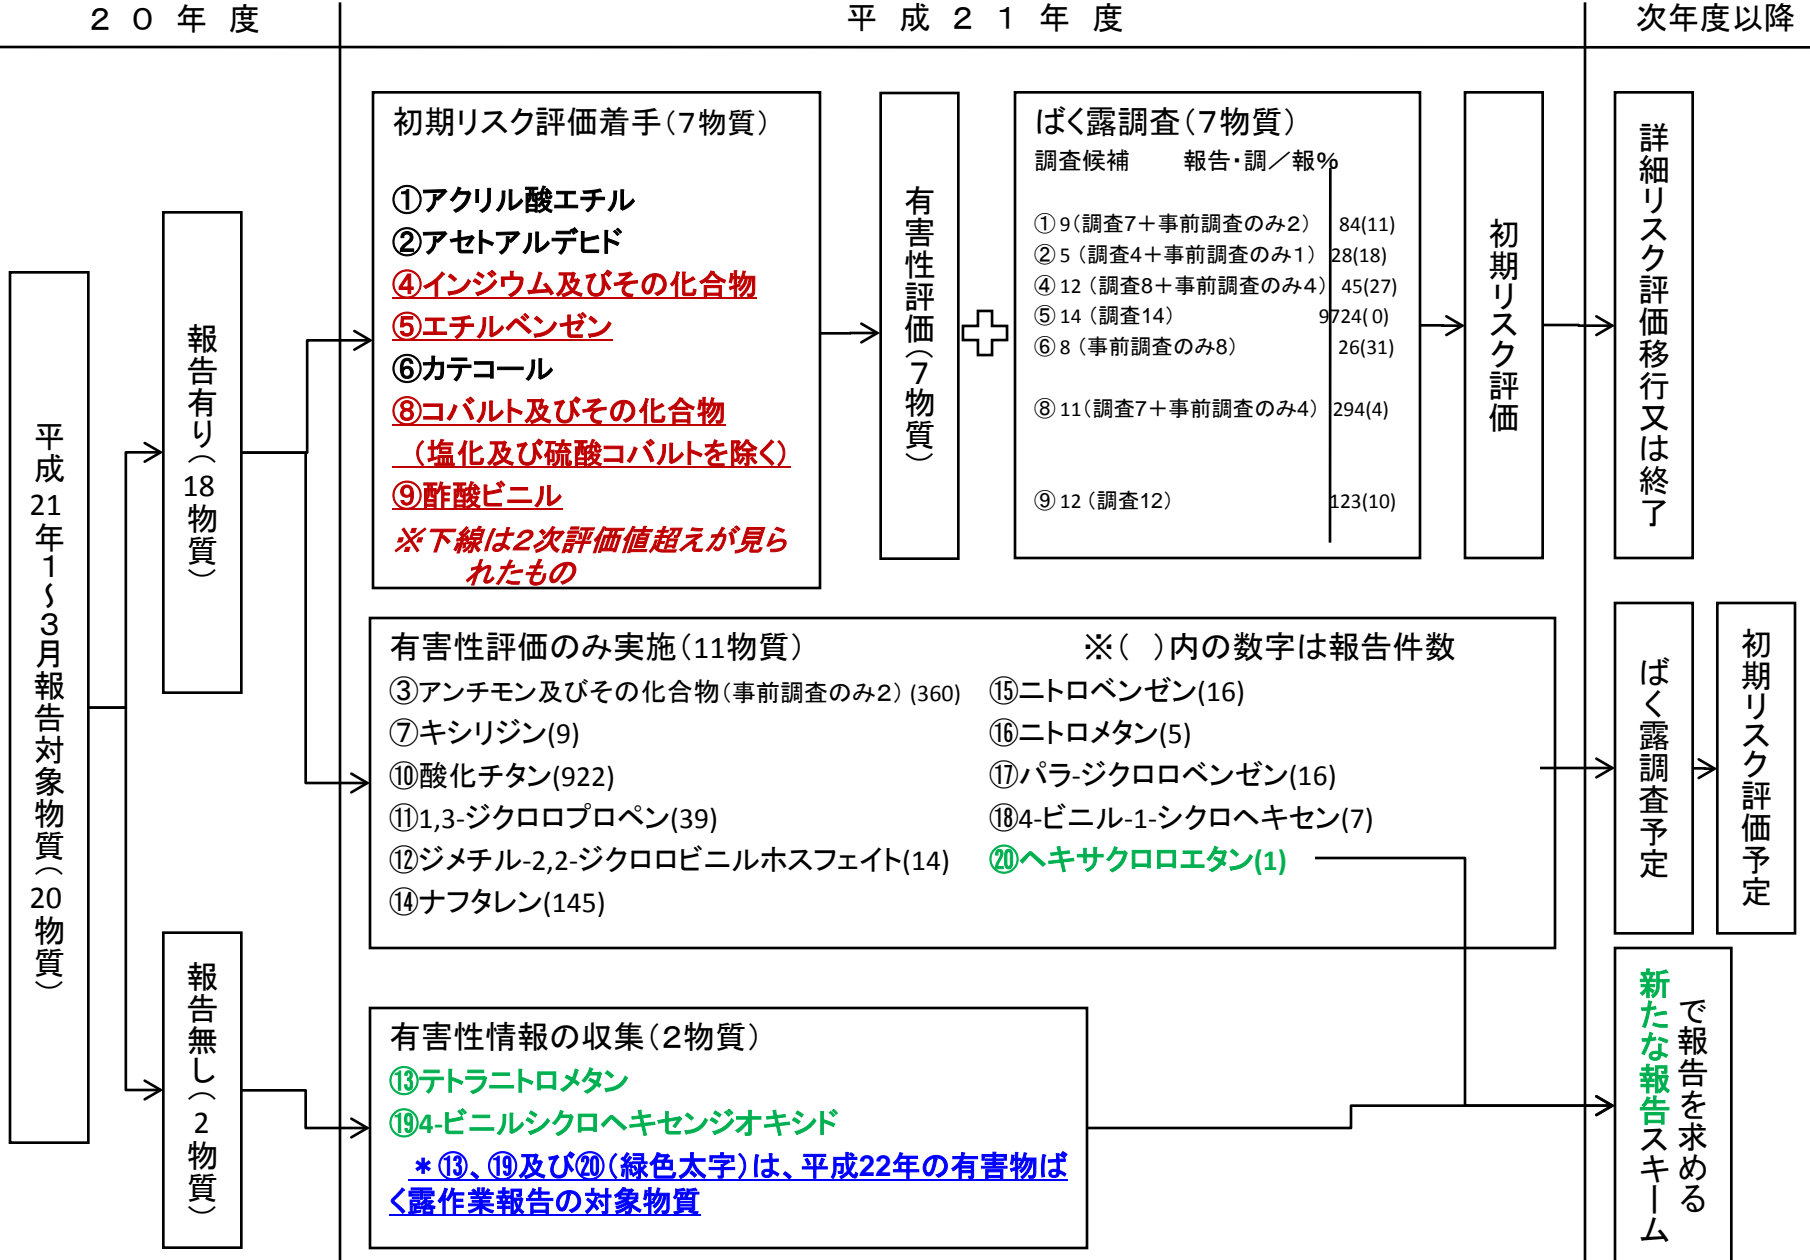 ２０年度
平成２１年度
次年度以降
平成21年１～３月報告対象物質（20物質）
報告有り（18物質）
報告無し（2物質）
初期リスク評価着手（7物質）
①アクリル酸エチル
②アセトアルデヒド
④インジウム及びその化合物
⑤エチルベンゼン
⑥カテコール
⑧コバルト及びその化合物
（塩化及び硫酸コバルトを除く）
⑨酢酸ビニル
※下線は２次評価値超えが見ら
れたもの
有害性評価（7物質）
ばく露調査（7物質）
調査候補　　報告・調／報%
①9（調査7＋事前調査のみ2）　84(11)
②5（調査4＋事前調査のみ1）　28(18)
④12（調査8＋事前調査のみ4）　45(27)
⑤14（調査14）　9724( 0)
⑥8（事前調査のみ8）　26(31)
⑧11（調査7＋事前調査のみ4）　294(4)
⑨12（調査12）　123(10)
初期リスク評価
詳細リスク評価移行又は終了
有害性評価のみ実施（11物質）　※（　）内の数字は報告件数
③アンチモン及びその化合物（事前調査のみ2）(360)
⑦キシリジン(9)
⑩酸化チタン(922)
⑪1,3-ジクロロプロペン(39)
⑫ジメチル-2,2-ジクロロビニルホスフェイト(14)
⑭ナフタレン(145)
⑮ニトロベンゼン(16)
⑯ニトロメタン(5)
⑰パラ-ジクロロベンゼン(16)
⑱4-ビニル-1-シクロヘキセン(7)
⑳ヘキサクロロエタン(1)
ばく露調査予定
初期リスク評価予定
有害性情報の収集（2物質）
⑬テトラニトロメタン
⑲4-ビニルシクロヘキセンジオキシド
＊⑬、⑲及び⑳（緑色太字）は、平成22年の有害物ば
く露作業報告の対象物質
新たな報告スキーム
で報告を求める